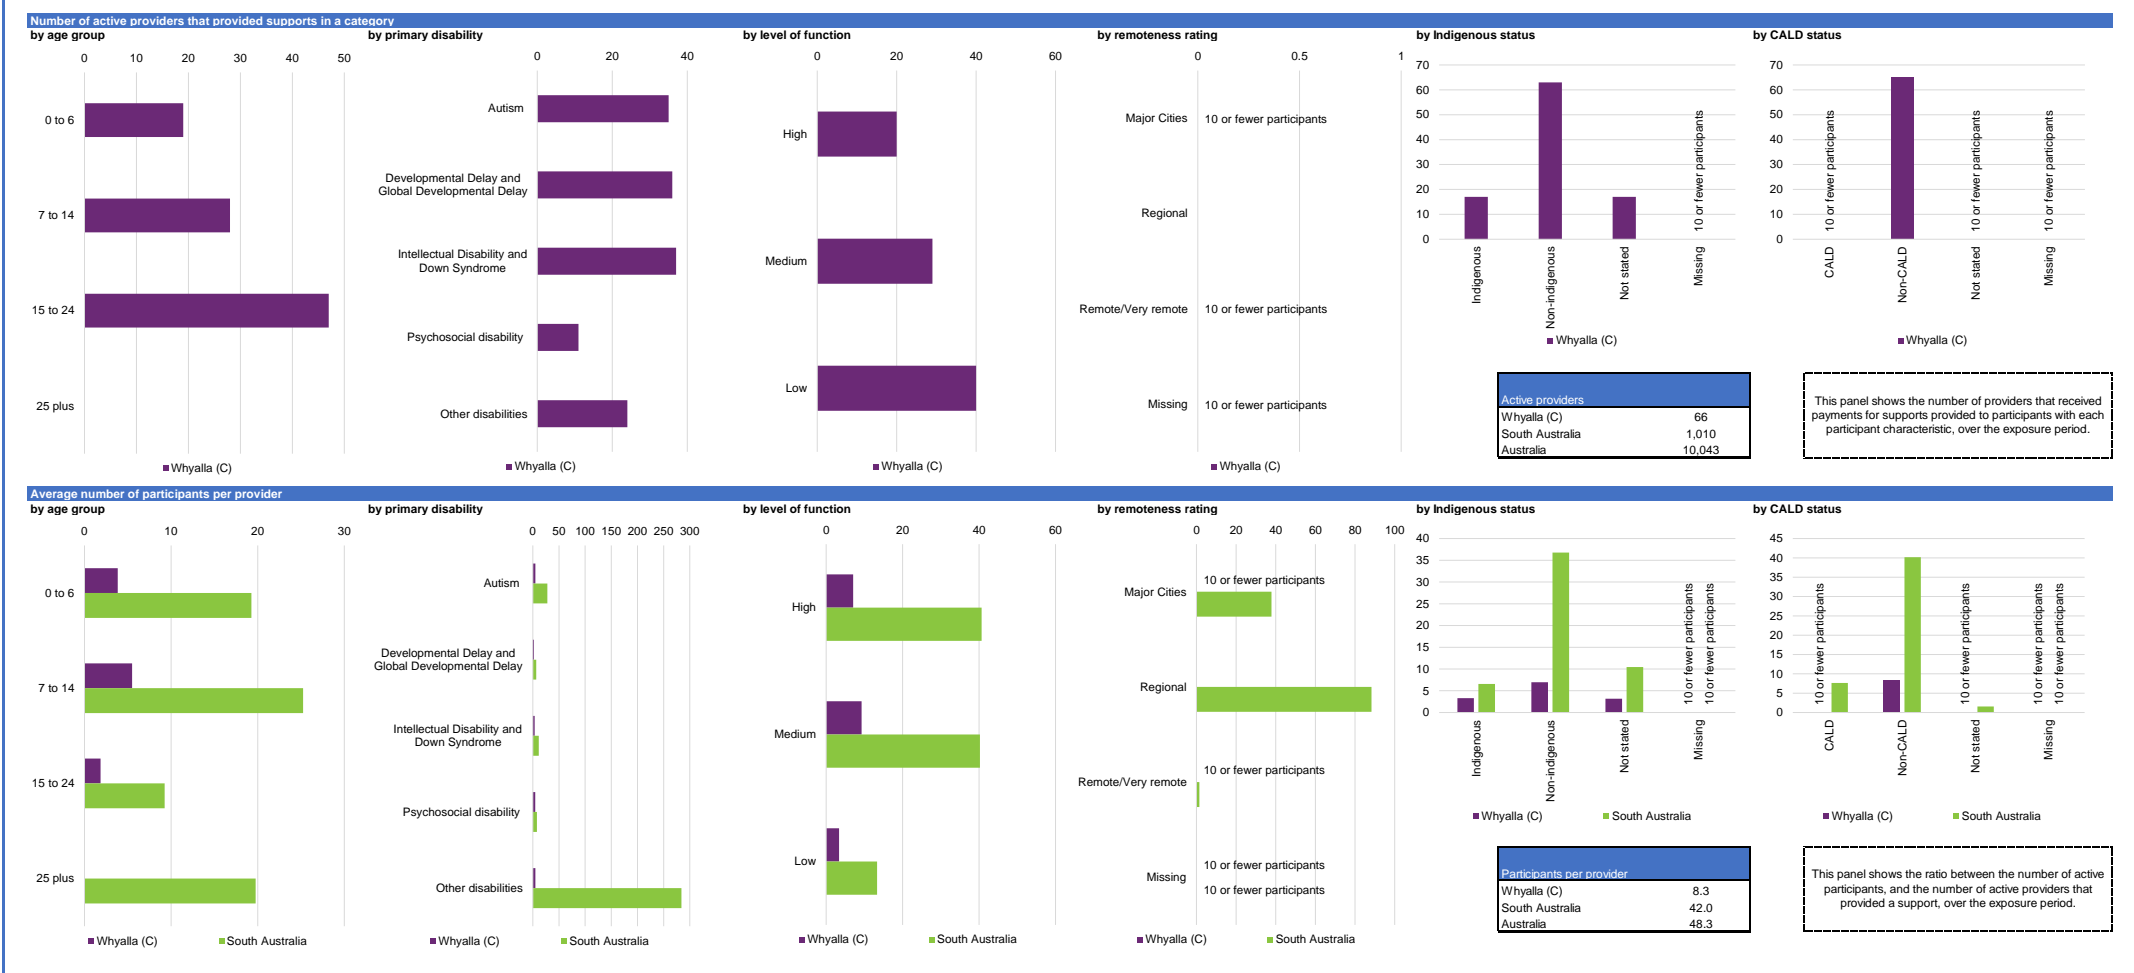 Number of active providers that provided supports in a category
by age group
0 10 20 30 40 50
0 to 6
7 to 14
15 to 24
25 plus
Whyalla (C)
by primary disability
0 20 40
Autism
Developmental Delay and
Global Developmental Delay
Intellectual Disability and
Down Syndrome
Psychosocial disability
Other disabilities
Whyalla (C)
by level of function
0 20 40 60
High
Medium
Low
Whyalla (C)
by remoteness rating
0 0.5 1
Major Cities 10 or fewer participants
Regional
Remote/Very remote 10 or fewer participants
Missing 10 or fewer participants
Whyalla (C)
by Indigenous status
70
60
50
40
30
20
10
0
10 or fewer participants
Indigenous
Non-indigenous
Not stated
Missing
Whyalla (C)
by CALD status
70
60
50
40
30
20
10
0
10 or fewer participants
10 or fewer participants
10 or fewer participants
CALD
Non-CALD
Not stated
Missing
Whyalla (C)
Active providers
Whyalla (C) 66
South Australia 1,010
Australia 10,043
This panel shows the number of providers that received
payments for supports provided to participants with each
participant characteristic, over the exposure period.
Average number of participants per provider
by age group
0 10 20 30
0 to 6
7 to 14
15 to 24
25 plus
Whyalla (C) South Australia
by primary disability
0 50 100 150 200 250 300
Autism
Developmental Delay and
Global Developmental Delay
Intellectual Disability and
Down Syndrome
Psychosocial disability
Other disabilities
Whyalla (C) South Australia
by level of function
0 20 40 60
High
Medium
Low
Whyalla (C) South Australia
by remoteness rating
0 20 40 60 80 100
10 or fewer participants
Major Cities
Regional
10 or fewer participants
Remote/Very remote
10 or fewer participants
Missing
10 or fewer participants
Whyalla (C) South Australia
by Indigenous status
40
35
30
25
20
15
10
5
0
10 or fewer participants
10 or fewer participants
Indigenous
Non-indigenous
Not stated
Missing
Whyalla (C) South Australia
by CALD status
45
40
35
30
25
20
15
10
5
0
10 or fewer participants
10 or fewer participants
10 or fewer participants
10 or fewer participants
CALD
Non-CALD
Not stated
Missing
Whyalla (C) South Australia
Participants per provider
Whyalla (C) 8.3
South Australia 42.0
Australia 48.3
This panel shows the ratio between the number of active
participants, and the number of active providers that
provided a support, over the exposure period.